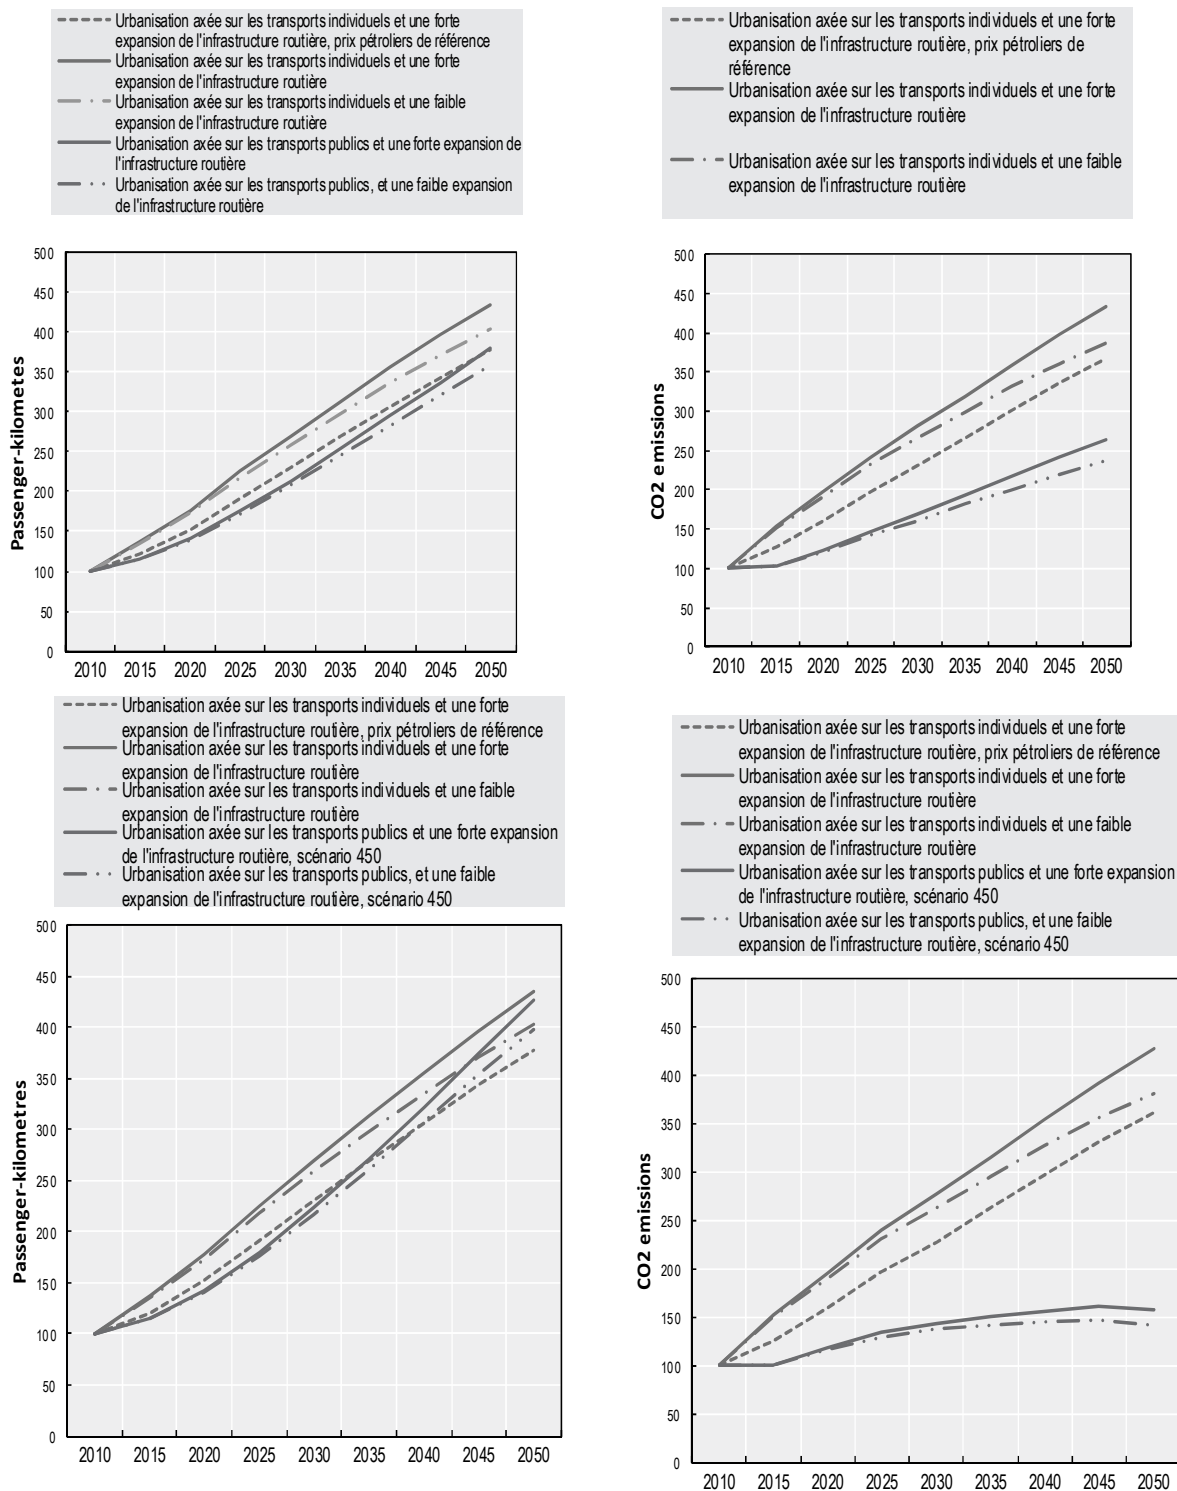 Urbanisation axée sur les transports individuels et une forte
expansion de l'infrastructure routière, prix pétroliers de référence
Urbanisation axée sur les transports individuels et une forte
expansion de l'infrastructure routière
Urbanisation axée sur les transports individuels et une faible
expansion de l'infrastructure routière
Urbanisation axée sur les transports publics et une forte expansion de
l'infrastructure routière
Urbanisation axée sur les transports publics, et une faible expansion
de l'infrastructure routière
500
450
400
350
300
250
200
150
100
50
0
Passenger-kilometes
2010 2015 2020 2025 2030 2035 2040 2045 2050
Urbanisation axée sur les transports individuels et une forte
expansion de l'infrastructure routière, prix pétroliers de
référence
Urbanisation axée sur les transports individuels et une forte
expansion de l'infrastructure routière
Urbanisation axée sur les transports individuels et une faible
expansion de l'infrastructure routière
500
450
400
350
300
250
200
150
100
50
0
CO2 emissions
2010 2015 2020 2025 2030 2035 2040 2045 2050
Urbanisation axée sur les transports individuels et une forte
expansion de l'infrastructure routière, prix pétroliers de référence
Urbanisation axée sur les transports individuels et une forte
expansion de l'infrastructure routière
Urbanisation axée sur les transports individuels et une faible
expansion de l'infrastructure routière
Urbanisation axée sur les transports publics et une forte expansion
de l'infrastructure routière, scénario 450
Urbanisation axée sur les transports publics, et une faible
expansion de l'infrastructure routière, scénario 450
500
450
400
350
300
250
200
150
100
50
0
Passenger-kilometres
2010 2015 2020 2025 2030 2035 2040 2045 2050
Urbanisation axée sur les transports individuels et une forte
expansion de l'infrastructure routière, prix pétroliers de référence
Urbanisation axée sur les transports individuels et une forte
expansion de l'infrastructure routière
Urbanisation axée sur les transports individuels et une faible
expansion de l'infrastructure routière
Urbanisation axée sur les transports publics et une forte expansion
de l'infrastructure routière, scénario 450
Urbanisation axée sur les transports publics, et une faible
expansion de l'infrastructure routière, scénario 450
500
450
400
350
300
250
200
150
100
50
0
CO2 emissions
2010 2015 2020 2025 2030 2035 2040 2045 2050